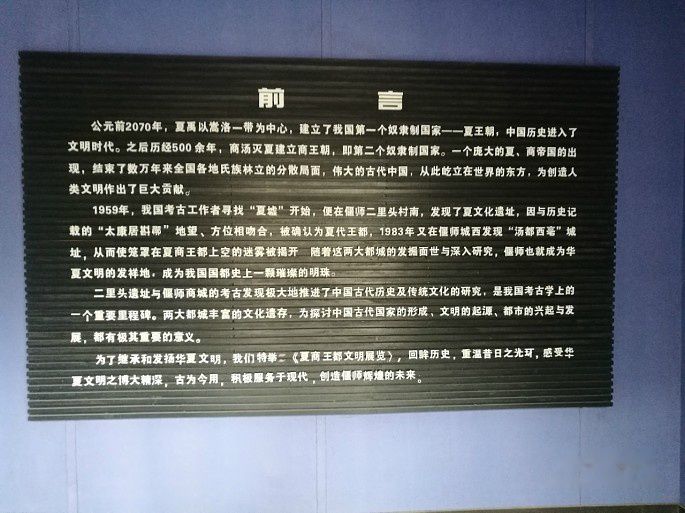 前 言
公元前2070年，夏禹以嵩洛一带为中心，建立了我国第一个奴隶制国家——夏王朝，中国历史进入了
文明时代。之后历经500余年，商汤灭夏建立商王朝，即第二个奴隶制国家。一个庞大的夏、商帝国的出
现，结束了数万年来全国各地氏族林立的分散局面，伟大的古代中国，从此屹立在世界的东方，为创造人
类文明作出了巨大贡献。
1959年，我国考古工作者寻找“夏墟”开始，便在偃师二里头村南，发现了夏文化遗址，因与历史记
载的“太康居斟鄩”地望、方位相吻合，被确认为夏代王都，1983年又在偃师城西发现“汤都西亳”城
址，从而使笼罩在夏商王都上空的迷雾被揭开 随着这两大都城的发掘面世与深入研究，偃师也就成为华
夏文明的发祥地，成为我国国都史上一颗璀璨的明珠。
二里头遗址与偃师商城的考古发现极大地推进了中国古代历史及传统文化的研究，是我国考古学上的
一个重要里程碑。两大都城丰富的文化遗存，为探讨中国古代国家的形成、文明的起源、都市的兴起与发
展，都有极其重要的意义。
为了继承和发扬华夏文明，我们特举 《夏商王都文明展览》，回眸历史，重温昔日之光环，感受华
夏文明之博大精深，古为今用，积极服务于现代，创造偃师辉煌的未来。